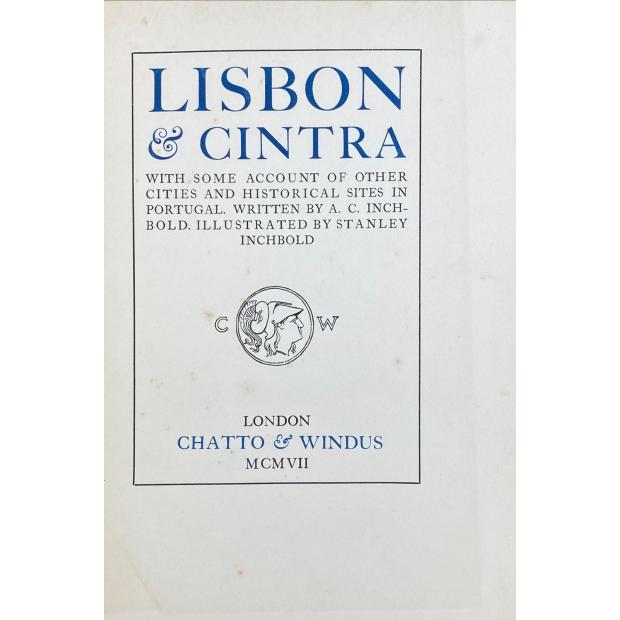 LISBON
& CINTRA
WITH SOME ACCOUNT OF OTHER
CITIES AND HISTORICAL SITES IN
PORTUGAL. WRITTEN BY A. C. INCH-
BOLD. ILLUSTRATED BY STANLEY
INCHBOLD
C W
LONDON
CHATTO & WINDUS
MCMVII